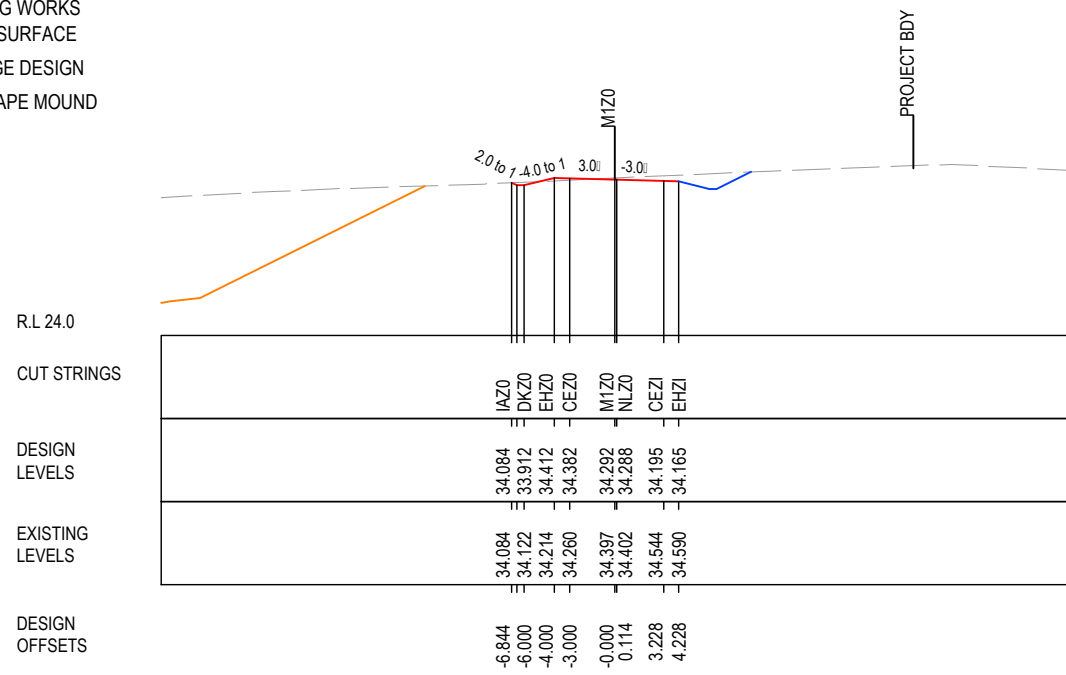 G WORKS
SURFACE
GE DESIGN
APE MOUND
PROJECT BDY
M1Z0
2.0 to 1
-4.0 to 1
3.0
-3.0
R.L 24.0
CUT STRINGS
IAZ0 DKZ0 EHZ0 CEZ0 M1Z0 NLZ0 CEZI EHZI
DESIGN
LEVELS
34.084 33.912 34.412 34.382 34.292 34.288 34.195 34.165
EXISTING
LEVELS
34.084 34.122 34.214 34.260 34.397 34.402 34.544 34.590
DESIGN
OFFSETS
-6.844 -6.000 -4.000 -3.000 -0.000 0.114 3.228 4.228